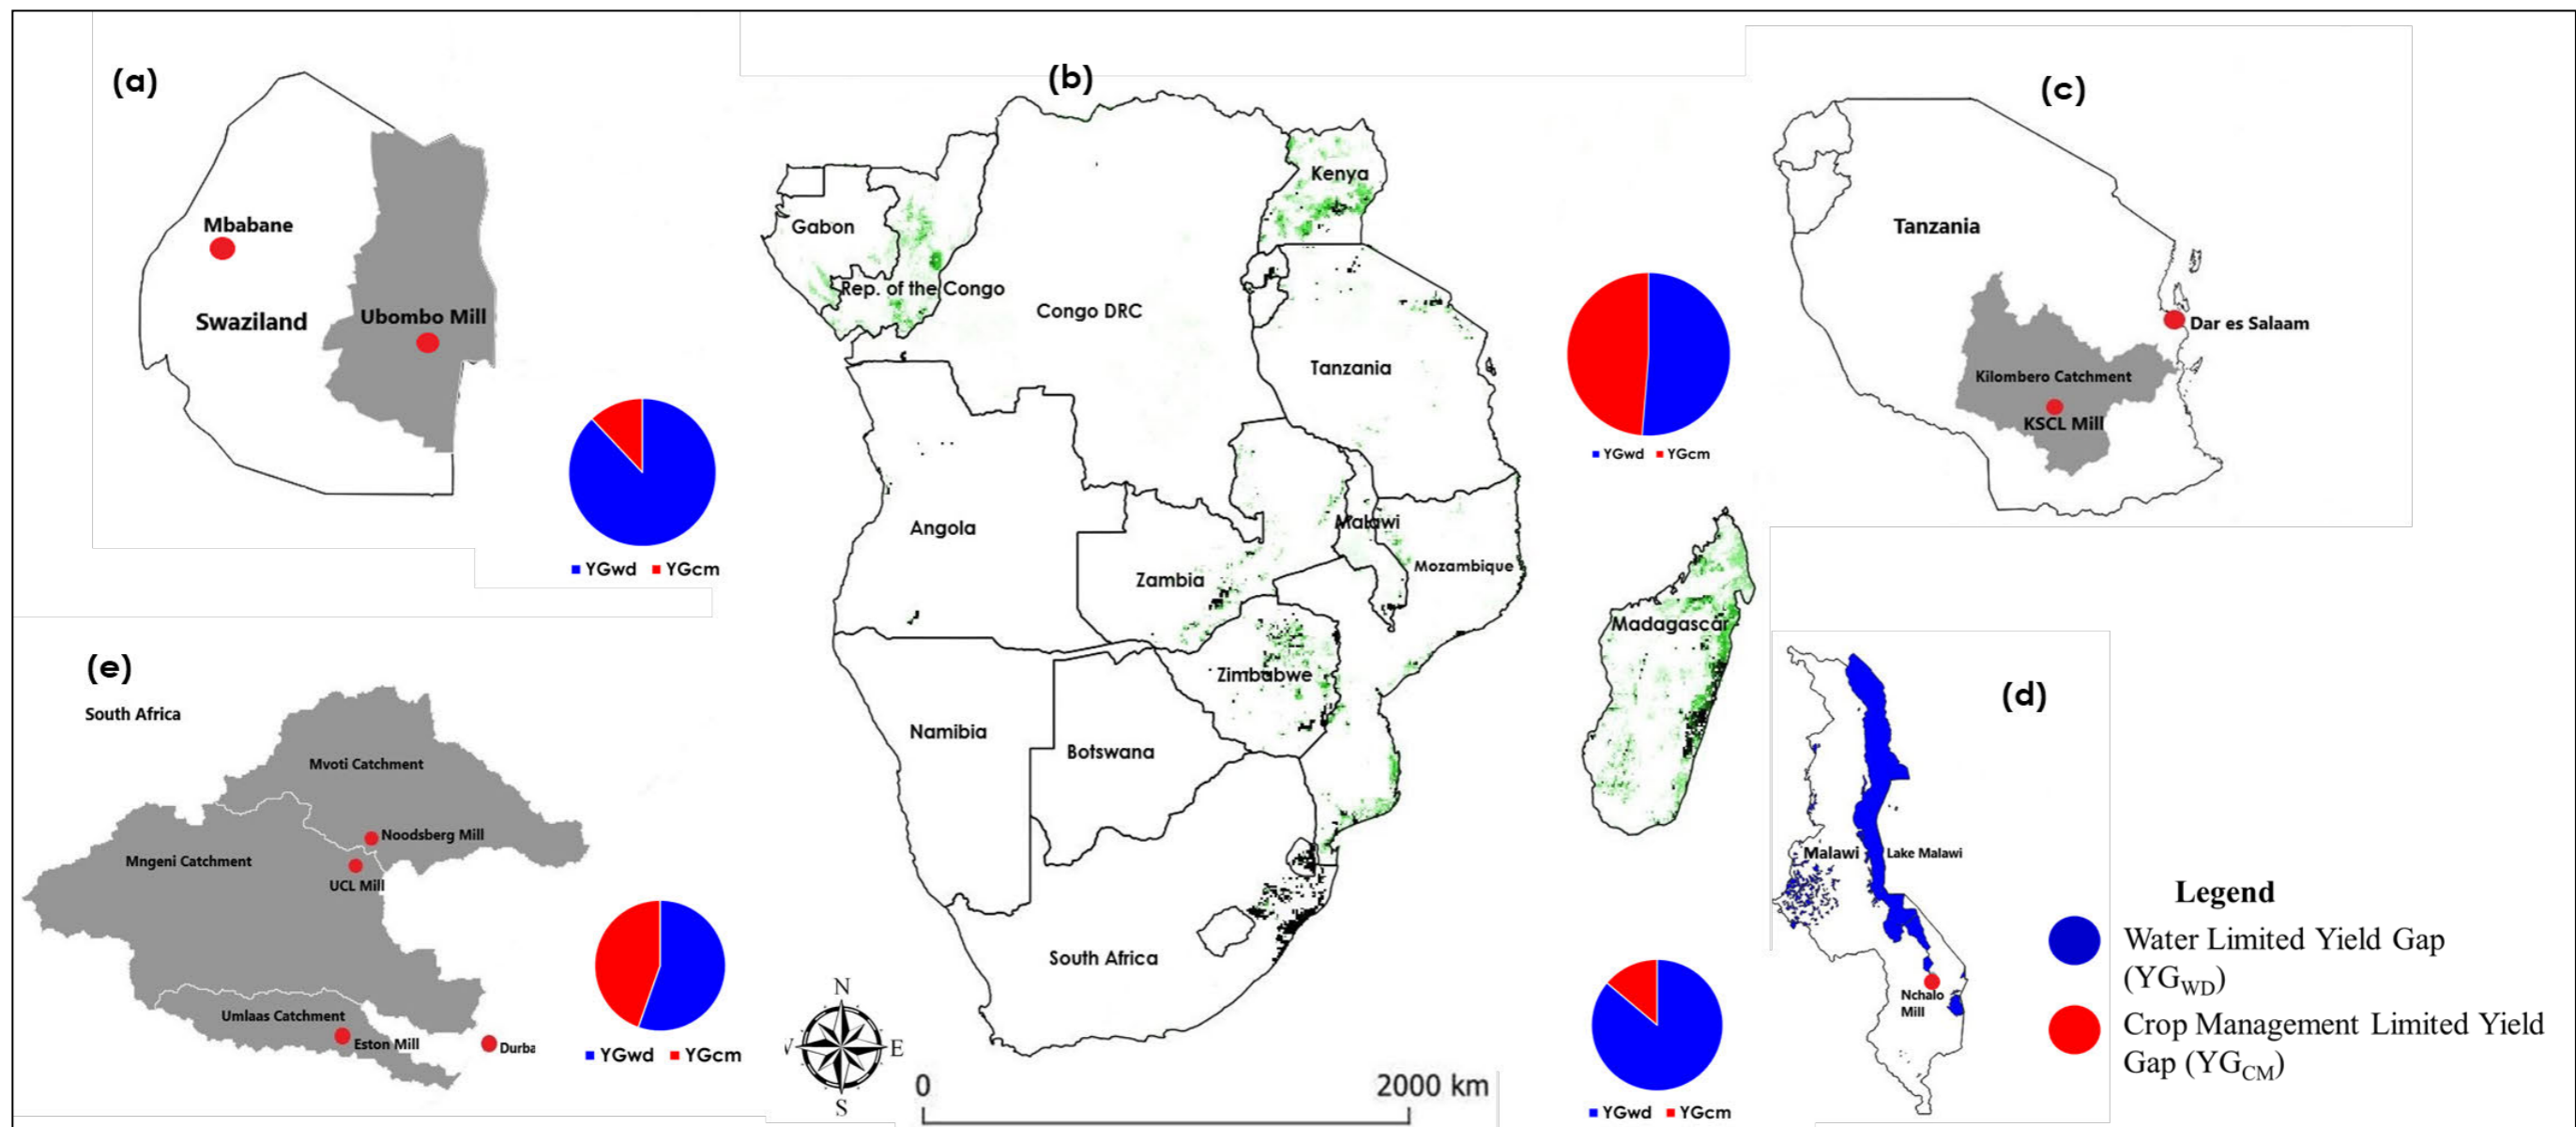 (a)
Mbabane
Swaziland
Ubombo Mill
YGwd YGcm
(b)
Kenya
Gabon
Rep. of the Congo
Congo DRC
Tanzania
Angola
Malawi
Zambia
Mozambique
Zimbabwe
Madagascar
Namibia
Botswana
South Africa
N
E
S
0 2000 km
(c)
Tanzania
Dar es Salaam
Kilombero Catchment
KSCL Mill
YGwd YGcm
(d)
Malawi
Lake Malawi
Nchalo
Mill
YGwd YGcm
(e)
South Africa
Mvoti Catchment
Noodsberg Mill
Mngeni Catchment
UCL Mill
Umlaas Catchment
Eston Mill
Durba
YGwd YGcm
Legend
Water Limited Yield Gap
(YGWD)
Crop Management Limited Yield
Gap (YGCM)